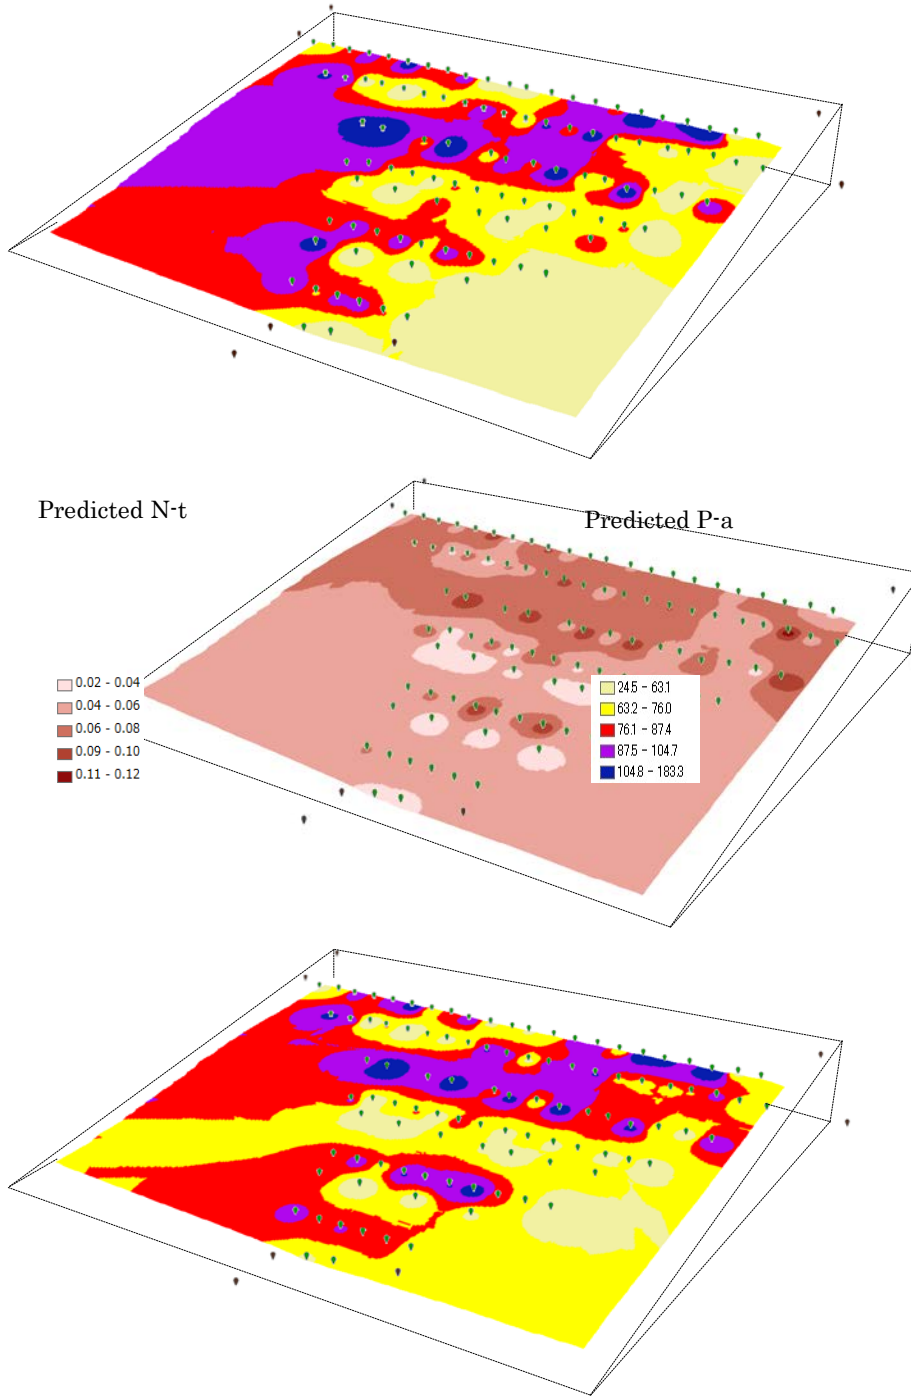 Predicted N-t
Predicted P-a
0.02 - 0.04
0.04 - 0.06
0.06 - 0.08
0.09 - 0.10
0.11 - 0.12
24.5 - 63.1
63.2 - 76.0
76.1 - 87.4
87.5 - 104.7
104.8 - 183.3